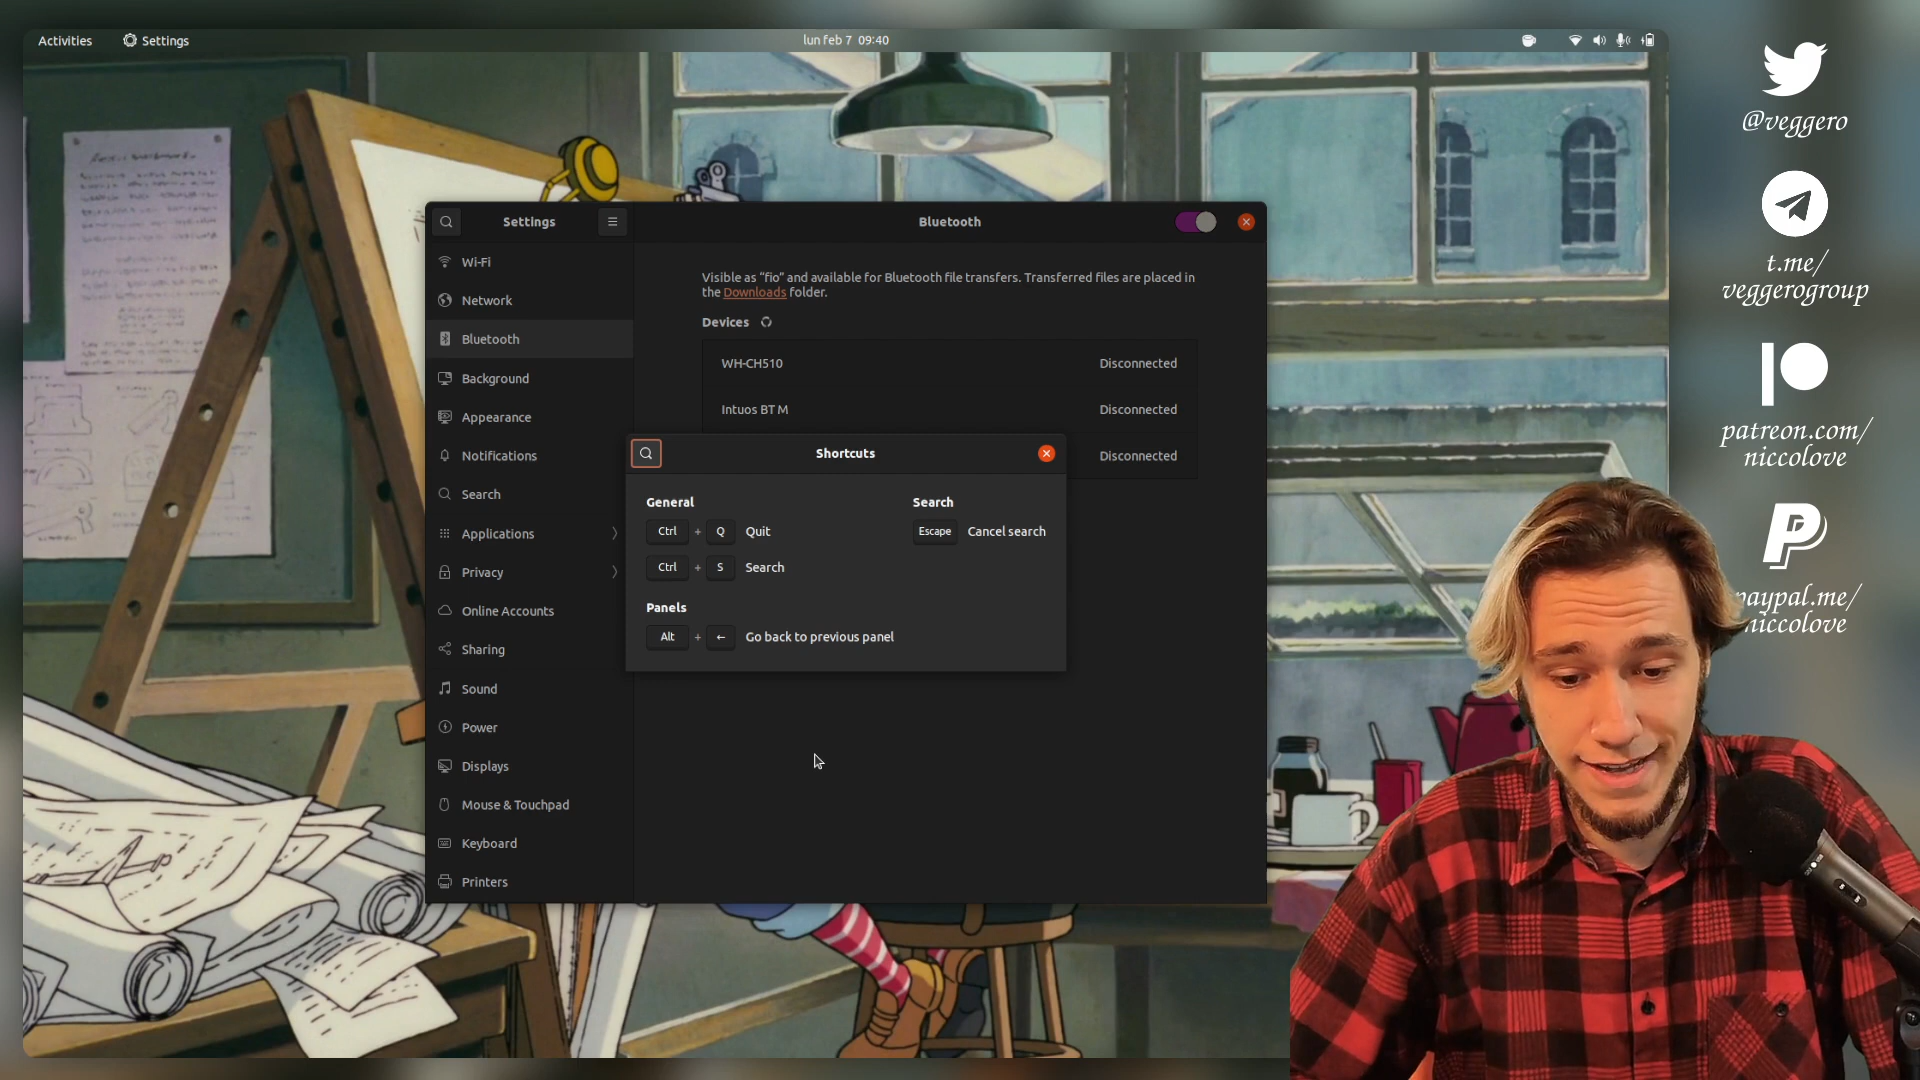 Activities
Settings
lun feb 7 09:40
@veggero
t.me/
veggerogroup
patreon.com/
niccolove
paypal.me/
niccolove
Settings
Wi-Fi
Network
Bluetooth
Background
Appearance
Notifications
Search
Applications
Privacy
Online Accounts
Sharing
Sound
Power
Displays
Mouse & Touchpad
Keyboard
Printers
Bluetooth
Visible as “fio” and available for Bluetooth file transfers. Transferred files are placed in
the Downloads folder.
Devices
WH-CH510 Disconnected
Intuos BT M Disconnected
Disconnected
Shortcuts
General
Ctrl + Q Quit
Ctrl + S Search
Panels
Alt + ← Go back to previous panel
Search
Escape Cancel search